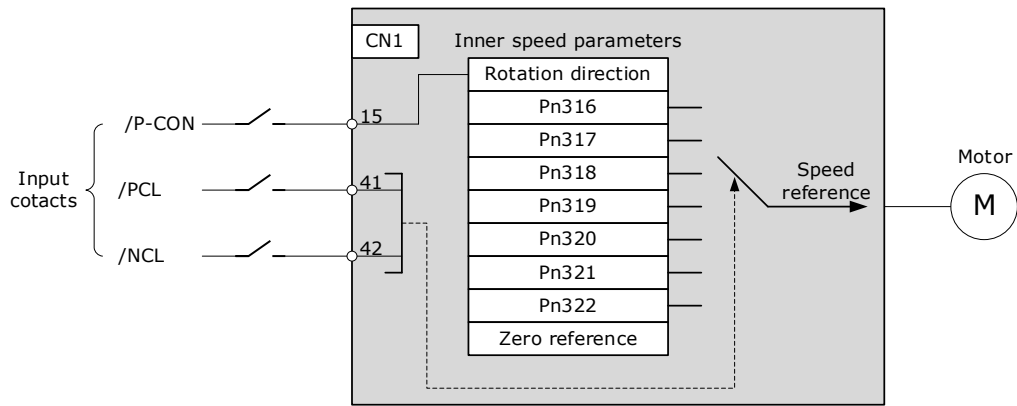 CN1
Inner speed parameters
Rotation direction
Pn316
Pn317
Pn318
Pn319
Pn320
Pn321
Pn322
Zero reference
Input
cotacts
/P-CON
/PCL
/NCL
15
41
42
Speed
reference
Motor
M